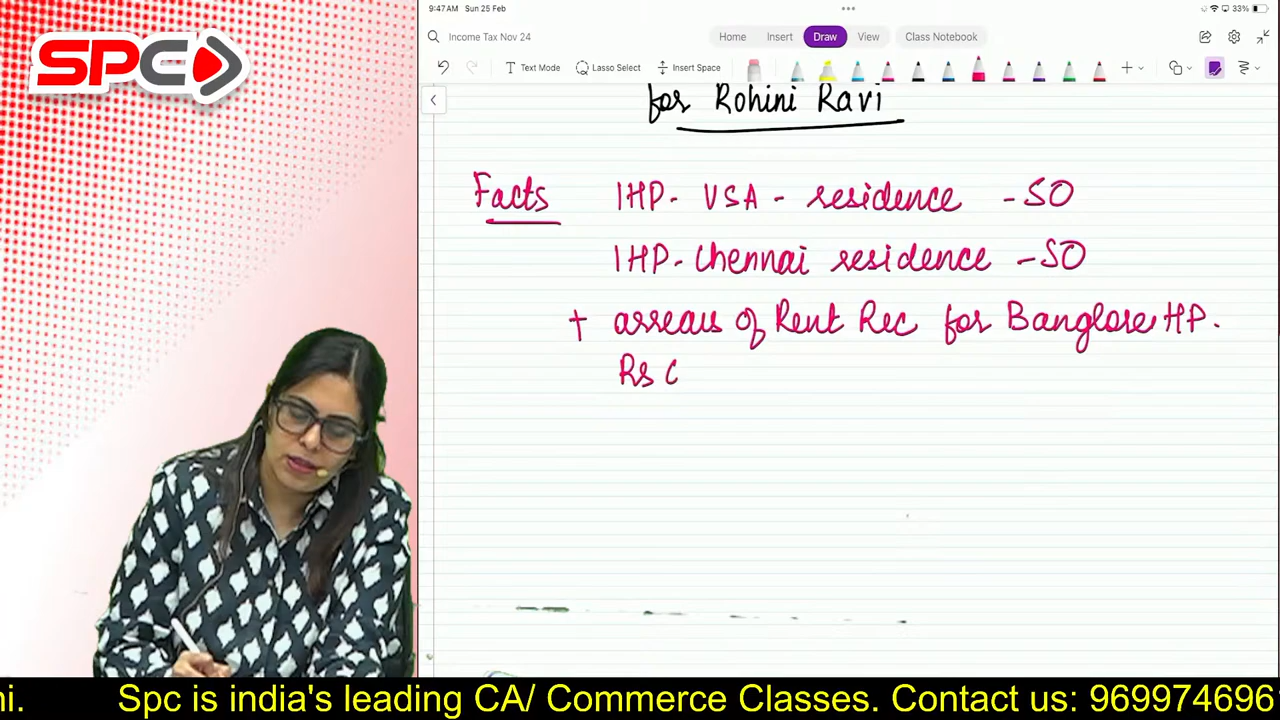 9:47 AM Sun 25 Feb
33%
SPC
Income Tax Nov 24
Home Insert Draw View Class Notebook
Text Mode Lasso Select Insert Space
for Rohini Ravi
Facts 1HP - USA - residence - SO
1HP - Chennai residence - SO
+ arrears of Rent Rec for Banglore HP.
Rs
ni. Spc is india's leading CA/ Commerce Classes. Contact us: 969974696